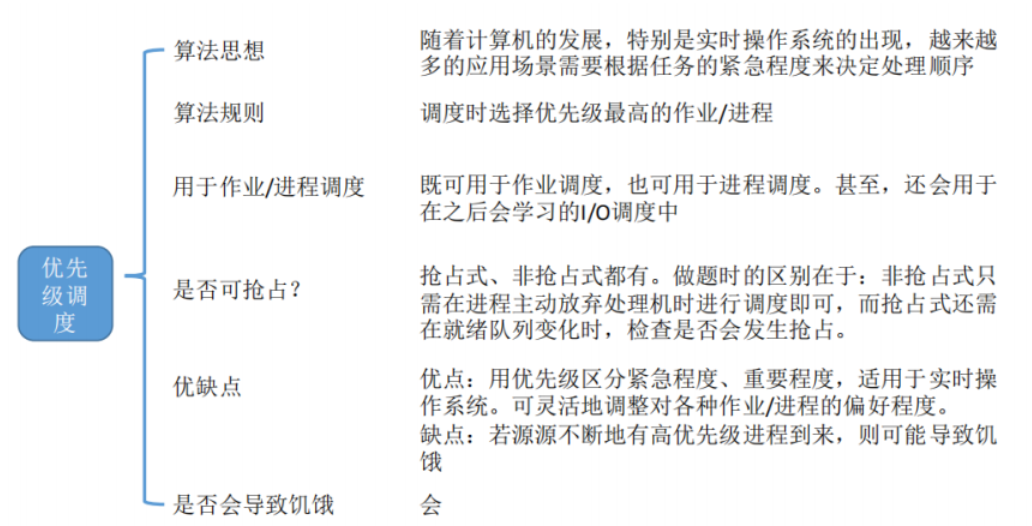 算法思想
随着计算机的发展，特别是实时操作系统的出现，越来越
多的应用场景需要根据任务的紧急程度来决定处理顺序
算法规则
调度时选择优先级最高的作业/进程
用于作业/进程调度
既可用于作业调度，也可用于进程调度。甚至，还会用于
在之后会学习的I/O调度中
优先
级调
度
是否可抢占？
抢占式、非抢占式都有。做题时的区别在于：非抢占式只
需在进程主动放弃处理机时进行调度即可，而抢占式还需
在就绪队列变化时，检查是否会发生抢占。
优缺点
优点：用优先级区分紧急程度、重要程度，适用于实时操
作系统。可灵活地调整对各种作业/进程的偏好程度。
缺点：若源源不断地有高优先级进程到来，则可能导致饥
饿
是否会导致饥饿
会